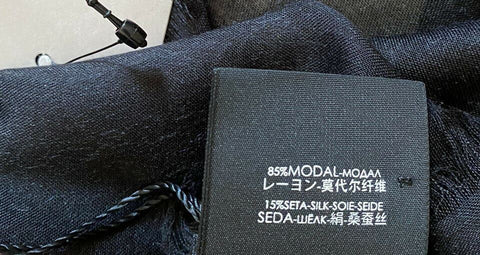 85%MODAL-МОДАЛ
レーヨン-莫代尔纤维
15%SETA-SILK-SOIE-SEIDE
SEDA-ШЁЛК-絹-桑蚕丝